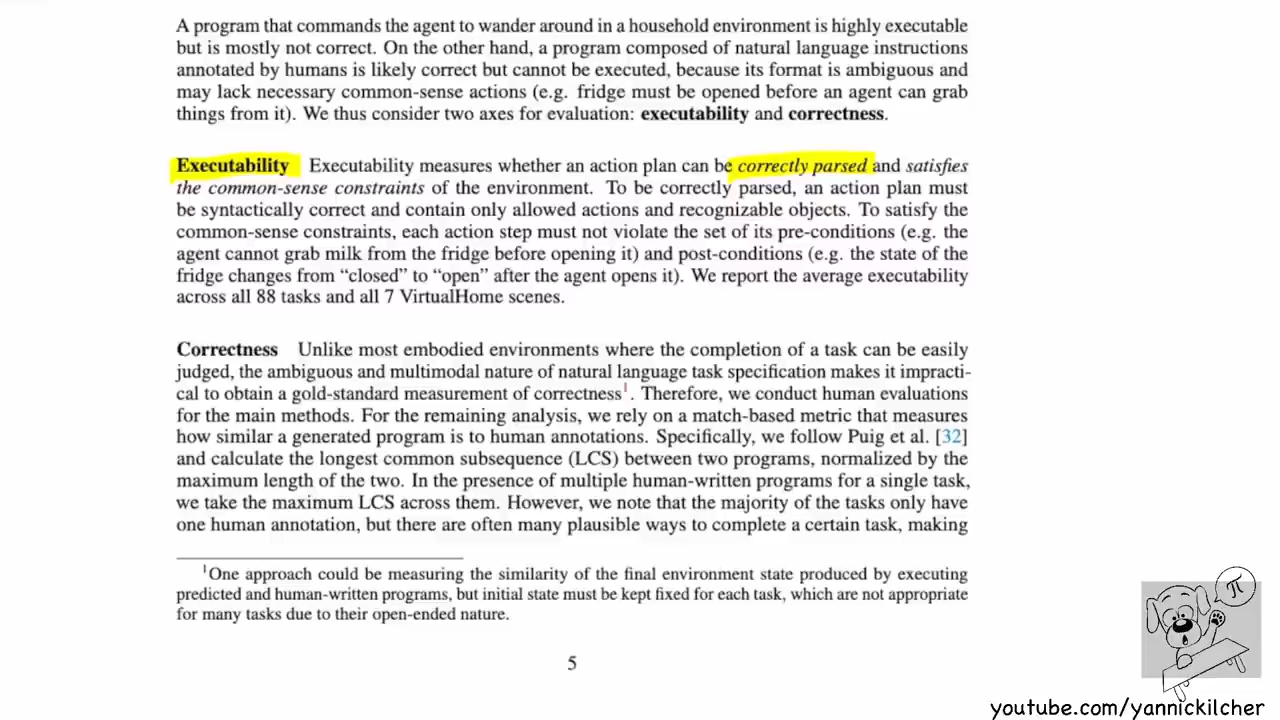 A program that commands the agent to wander around in a household environment is highly executable
but is mostly not correct. On the other hand, a program composed of natural language instructions
annotated by humans is likely correct but cannot be executed, because its format is ambiguous and
may lack necessary common-sense actions (e.g. fridge must be opened before an agent can grab
things from it). We thus consider two axes for evaluation: executability and correctness.
Executability Executability measures whether an action plan can be correctly parsed and satisfies
the common-sense constraints of the environment. To be correctly parsed, an action plan must
be syntactically correct and contain only allowed actions and recognizable objects. To satisfy the
common-sense constraints, each action step must not violate the set of its pre-conditions (e.g. the
agent cannot grab milk from the fridge before opening it) and post-conditions (e.g. the state of the
fridge changes from “closed” to “open” after the agent opens it). We report the average executability
across all 88 tasks and all 7 VirtualHome scenes.
Correctness Unlike most embodied environments where the completion of a task can be easily
judged, the ambiguous and multimodal nature of natural language task specification makes it impracti-
cal to obtain a gold-standard measurement of correctness1. Therefore, we conduct human evaluations
for the main methods. For the remaining analysis, we rely on a match-based metric that measures
how similar a generated program is to human annotations. Specifically, we follow Puig et al. [32]
and calculate the longest common subsequence (LCS) between two programs, normalized by the
maximum length of the two. In the presence of multiple human-written programs for a single task,
we take the maximum LCS across them. However, we note that the majority of the tasks only have
one human annotation, but there are often many plausible ways to complete a certain task, making
1One approach could be measuring the similarity of the final environment state produced by executing
predicted and human-written programs, but initial state must be kept fixed for each task, which are not appropriate
for many tasks due to their open-ended nature.
5
π
youtube.com/yannickilcher